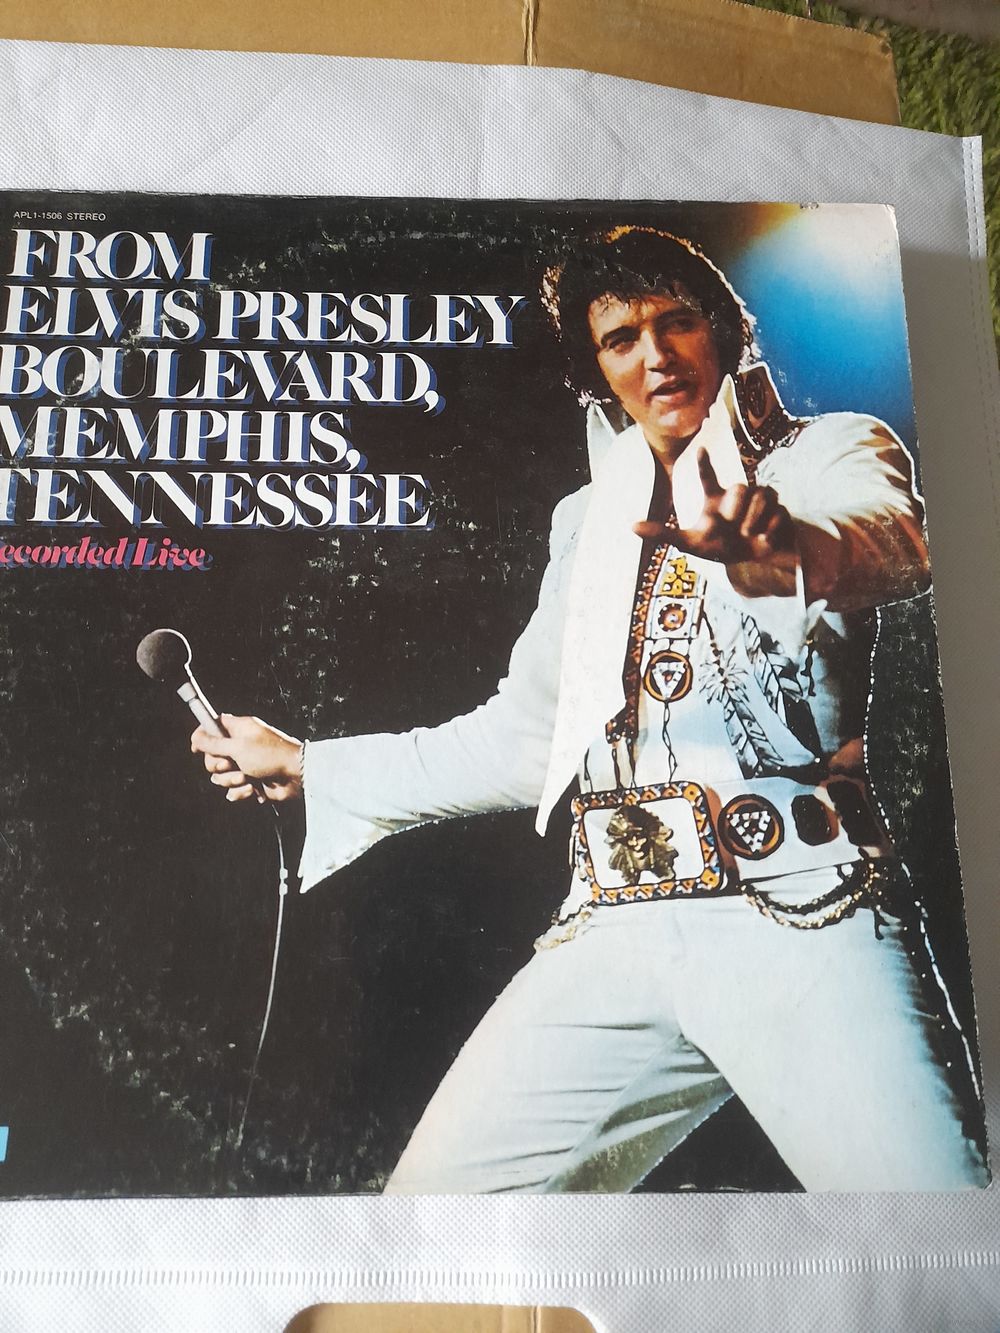 APL1-1506 STEREO
FROM
ELVIS PRESLEY
BOULEVARD,
MEMPHIS,
TENNESSEE
ecorded Live